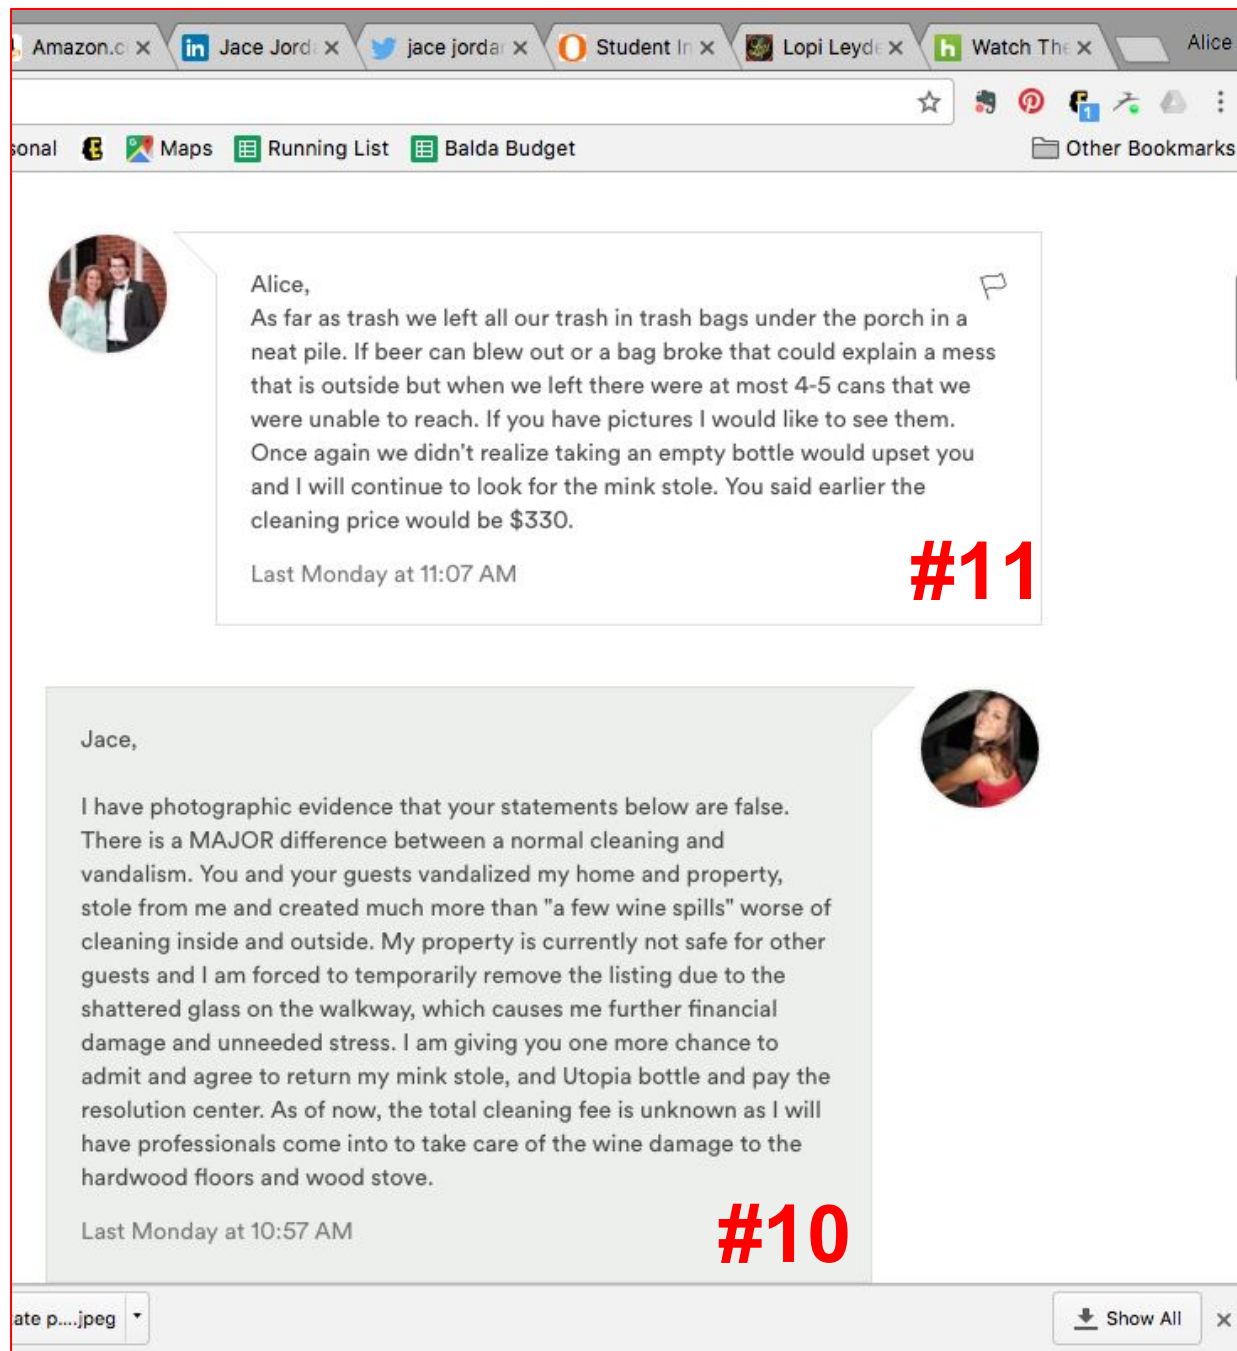 Amazon.c
Jace Jord
jace jordar
Student In
Lopi Leyde
Watch The
Alice
1
sonal
Maps
Running List
Balda Budget
Other Bookmarks
Alice,
As far as trash we left all our trash in trash bags under the porch in a
neat pile. If beer can blew out or a bag broke that could explain a mess
that is outside but when we left there were at most 4-5 cans that we
were unable to reach. If you have pictures I would like to see them.
Once again we didn't realize taking an empty bottle would upset you
and I will continue to look for the mink stole. You said earlier the
cleaning price would be $330.
Last Monday at 11:07 AM
#11
Jace,
I have photographic evidence that your statements below are false.
There is a MAJOR difference between a normal cleaning and
vandalism. You and your guests vandalized my home and property,
stole from me and created much more than "a few wine spills" worse of
cleaning inside and outside. My property is currently not safe for other
guests and I am forced to temporarily remove the listing due to the
shattered glass on the walkway, which causes me further financial
damage and unneeded stress. I am giving you one more chance to
admit and agree to return my mink stole, and Utopia bottle and pay the
resolution center. As of now, the total cleaning fee is unknown as I will
have professionals come into to take care of the wine damage to the
hardwood floors and wood stove.
Last Monday at 10:57 AM
#10
ate p....jpeg
Show All